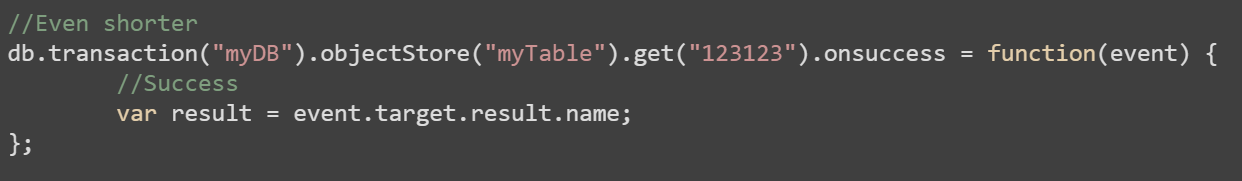 //Even shorter
db.transaction("myDB").objectStore("myTable").get("123123").onsuccess = function(event) {
        //Success
        var result = event.target.result.name;
};